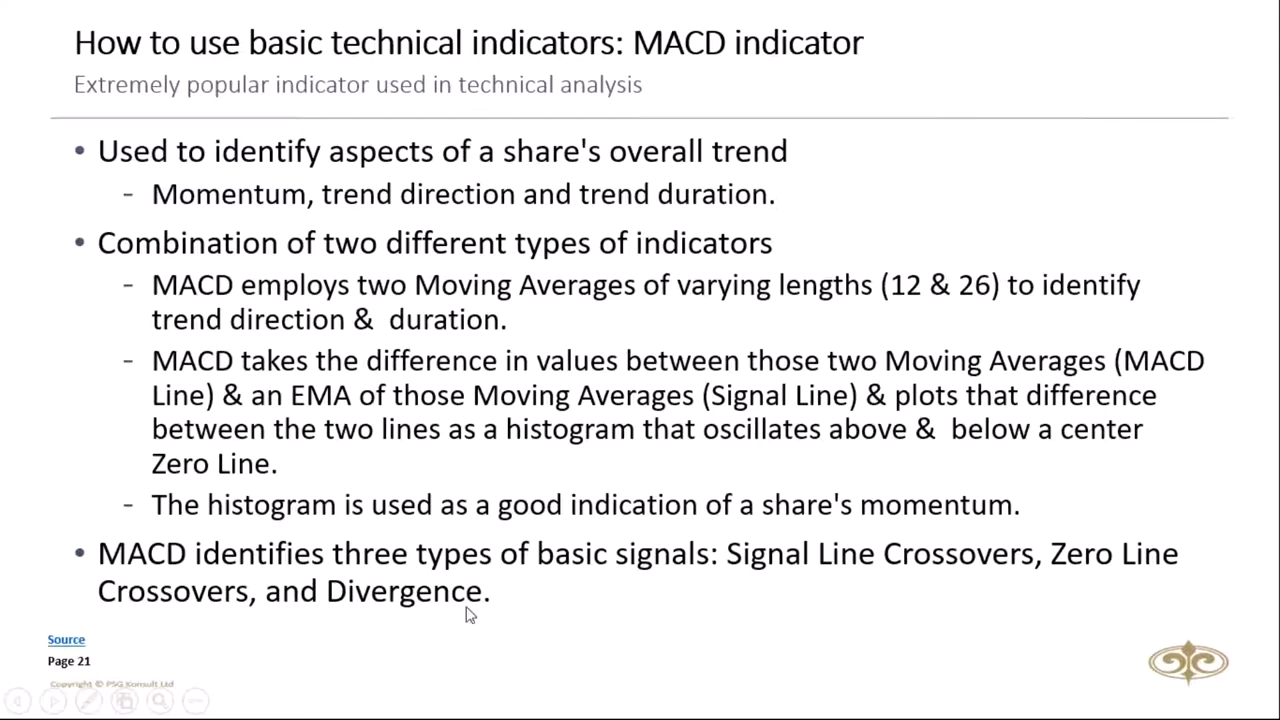 How to use basic technical indicators: MACD indicator
Extremely popular indicator used in technical analysis
• Used to identify aspects of a share's overall trend
- Momentum, trend direction and trend duration.
• Combination of two different types of indicators
- MACD employs two Moving Averages of varying lengths (12 & 26) to identify
trend direction &  duration.
- MACD takes the difference in values between those two Moving Averages (MACD
Line) & an EMA of those Moving Averages (Signal Line) & plots that difference
between the two lines as a histogram that oscillates above &  below a center
Zero Line.
- The histogram is used as a good indication of a share's momentum.
• MACD identifies three types of basic signals: Signal Line Crossovers, Zero Line
Crossovers, and Divergence.
Source
Page 21
Copyright © PSG Konsult Ltd